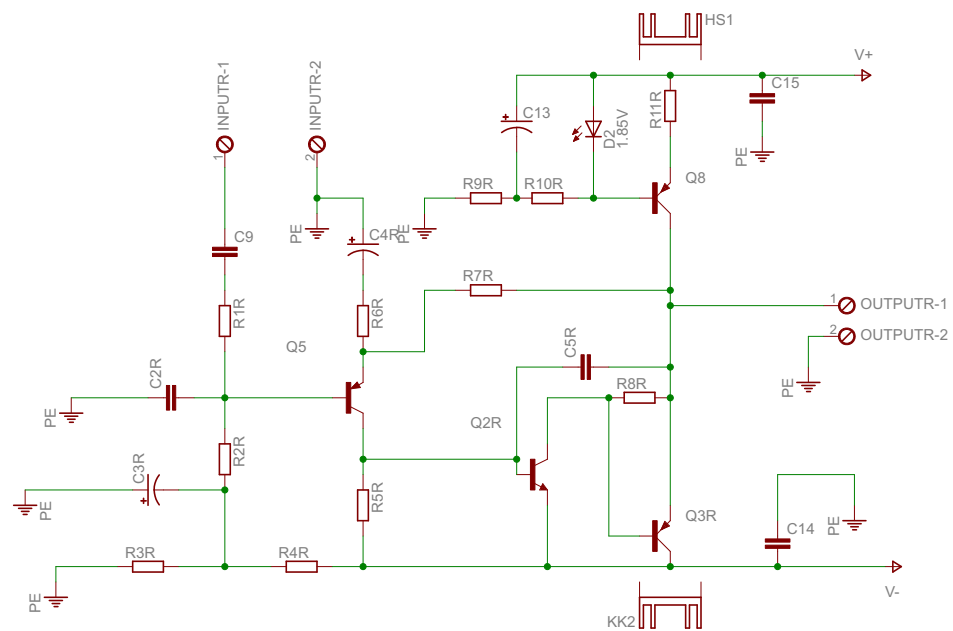 HS1
V+
INPUTR-1
INPUTR-2
1
2
C13
D2
1.85V
R11R
C15
PE
R9R
R10R
Q8
PE
PE
C9
C4R
R7R
R1R
R6R
1
OUTPUTR-1
2
OUTPUTR-2
Q5
C5R
C2R
R8R
PE
PE
Q2R
R2R
C3R
R5R
Q3R
PE
C14
PE
R3R
R4R
PE
V-
KK2